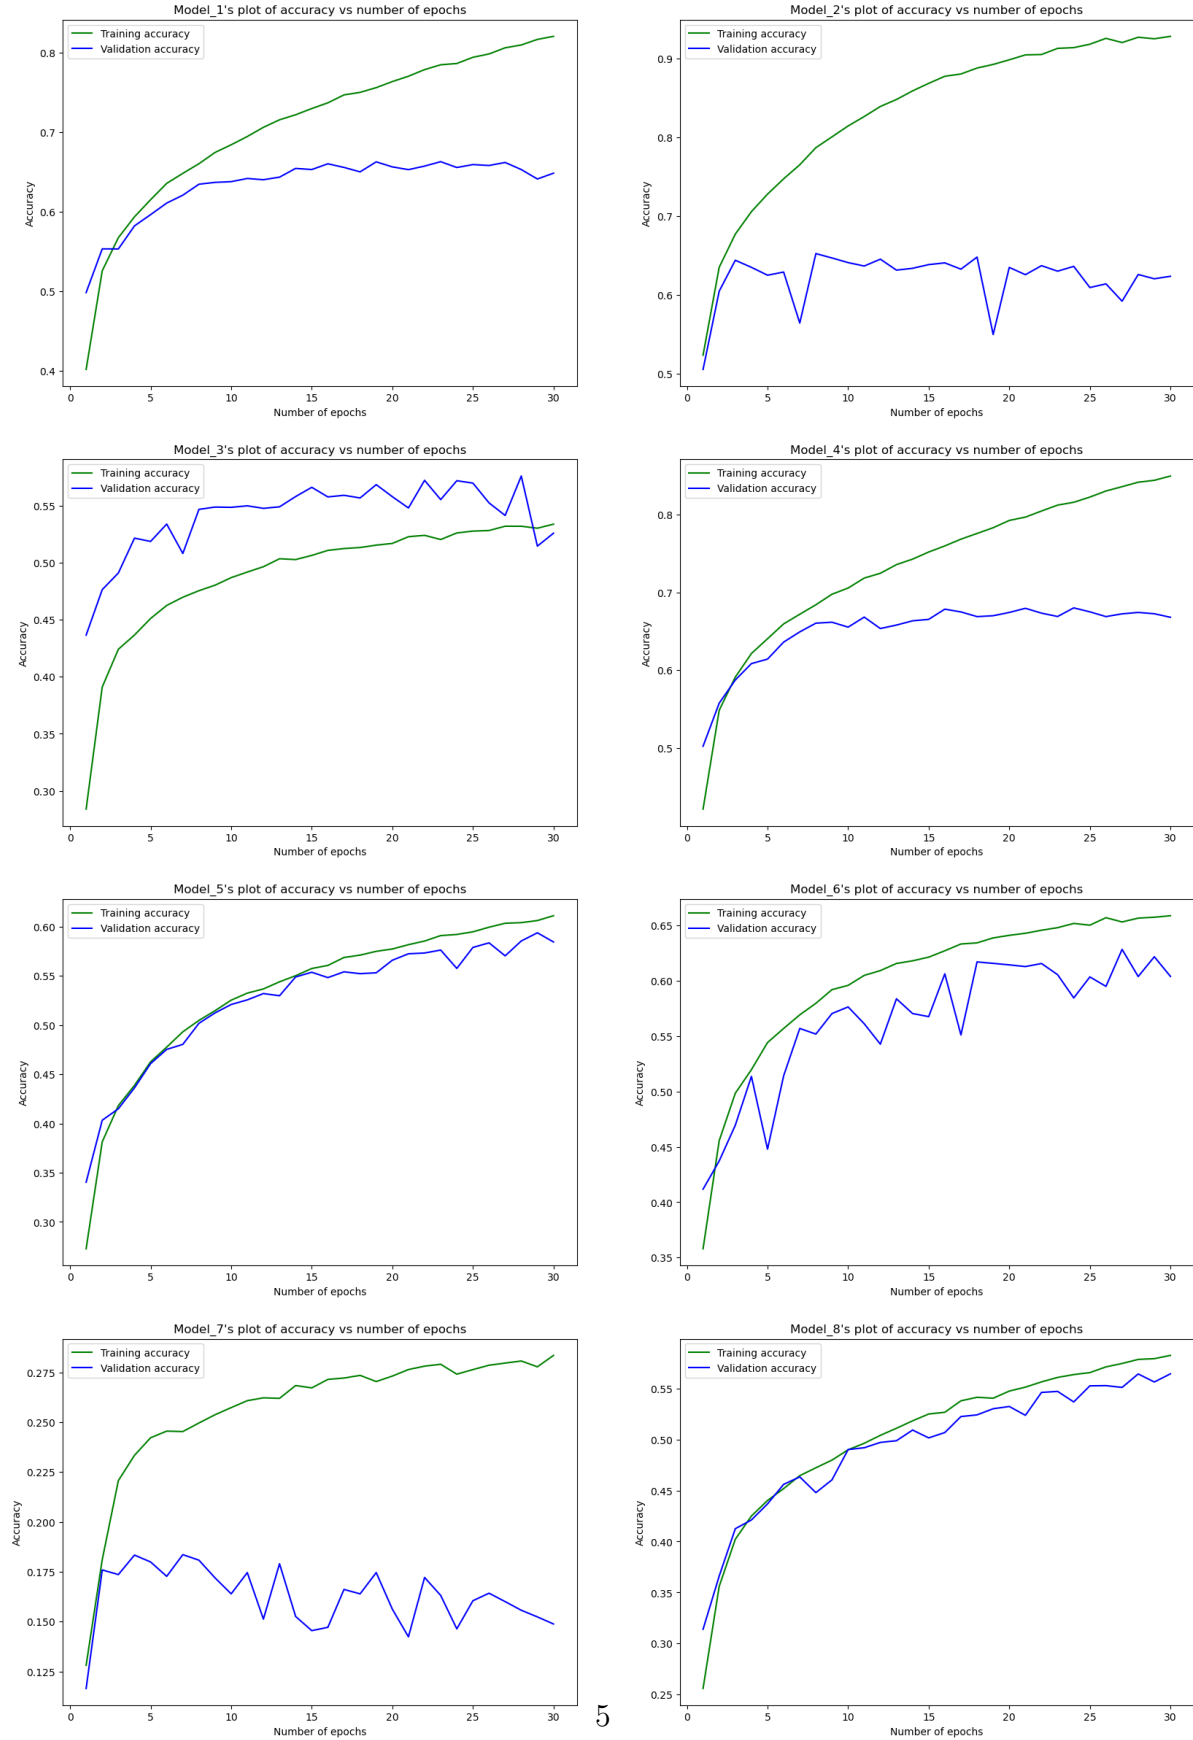 Model_1's plot of accuracy vs number of epochs
Training accuracy
Validation accuracy
0.8
0.7
0.6
0.5
0.4
Accuracy
0 5 10 15 20 25 30
Number of epochs
Model_2's plot of accuracy vs number of epochs
Training accuracy
Validation accuracy
0.9
0.8
0.7
0.6
0.5
Accuracy
0 5 10 15 20 25 30
Number of epochs
Model_3's plot of accuracy vs number of epochs
Training accuracy
Validation accuracy
0.55
0.50
0.45
0.40
0.35
0.30
Accuracy
0 5 10 15 20 25 30
Number of epochs
Model_4's plot of accuracy vs number of epochs
Training accuracy
Validation accuracy
0.8
0.7
0.6
0.5
Accuracy
0 5 10 15 20 25 30
Number of epochs
Model_5's plot of accuracy vs number of epochs
Training accuracy
Validation accuracy
0.60
0.55
0.50
0.45
0.40
0.35
0.30
Accuracy
0 5 10 15 20 25 30
Number of epochs
Model_6's plot of accuracy vs number of epochs
Training accuracy
Validation accuracy
0.65
0.60
0.55
0.50
0.45
0.40
0.35
Accuracy
0 5 10 15 20 25 30
Number of epochs
Model_7's plot of accuracy vs number of epochs
Training accuracy
Validation accuracy
0.275
0.250
0.225
0.200
0.175
0.150
0.125
Accuracy
0 5 10 15 20 25 30
Number of epochs
Model_8's plot of accuracy vs number of epochs
Training accuracy
Validation accuracy
0.55
0.50
0.45
0.40
0.35
0.30
0.25
Accuracy
0 5 10 15 20 25 30
Number of epochs
5